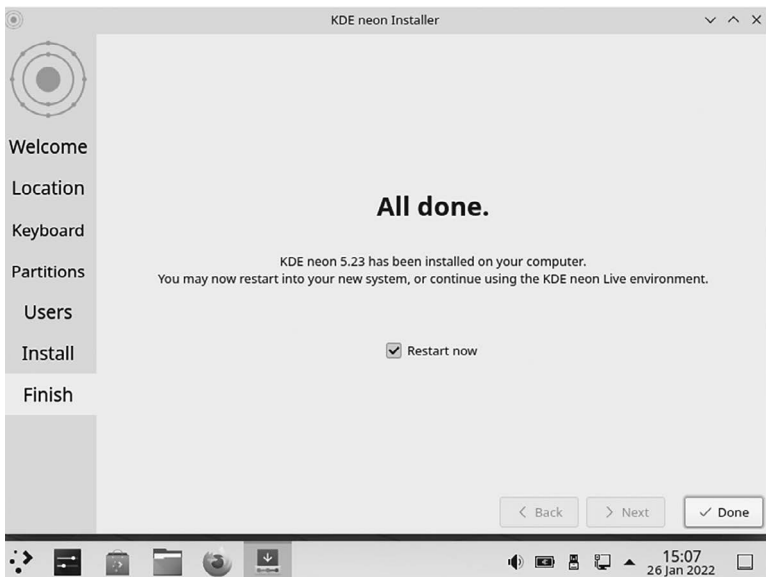 KDE neon Installer
Welcome
Location
Keyboard
Partitions
Users
Install
Finish
All done.
KDE neon 5.23 has been installed on your computer.
You may now restart into your new system, or continue using the KDE neon Live environment.
Restart now
Back
Next
Done
15:07
26 Jan 2022